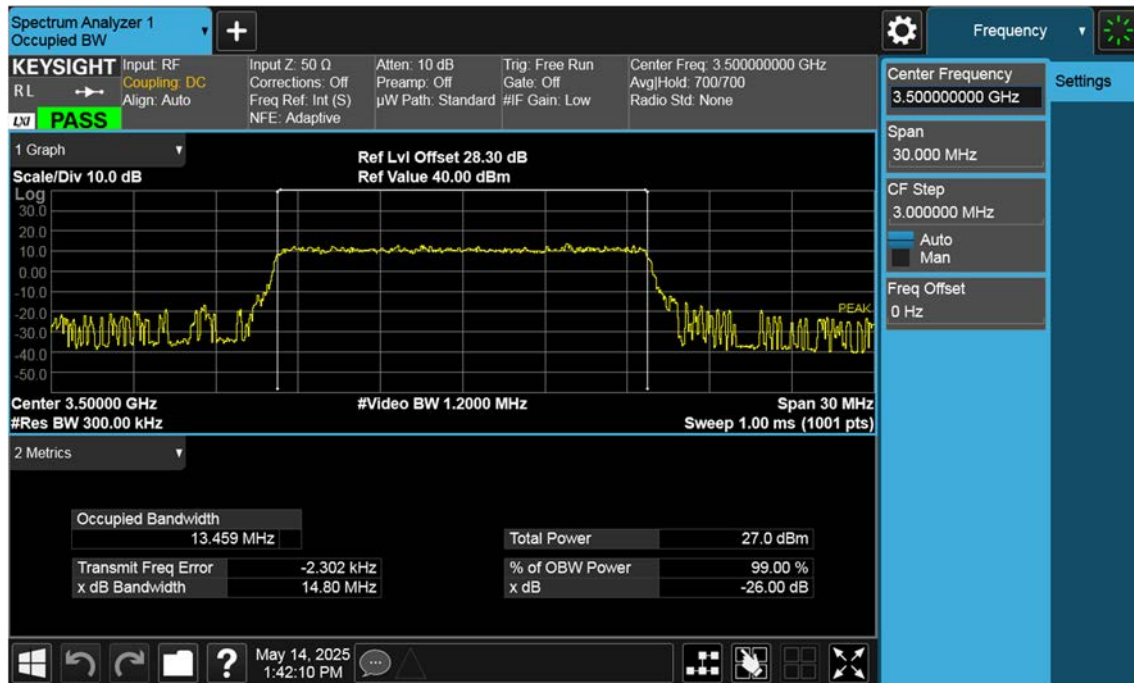 Spectrum Analyzer 1
Occupied BW
+
Frequency
KEYSIGHT
R L
LXI
PASS
Input: RF
Coupling: DC
Align: Auto
Input Z: 50 Ω
Corrections: Off
Freq Ref: Int (S)
NFE: Adaptive
Atten: 10 dB
Preamp: Off
µW Path: Standard
Trig: Free Run
Gate: Off
#IF Gain: Low
Center Freq: 3.500000000 GHz
Avg|Hold: 700/700
Radio Std: None
Center Frequency
3.500000000 GHz
Settings
Span
30.000 MHz
CF Step
3.000000 MHz
Auto
Man
Freq Offset
0 Hz
1 Graph
Scale/Div 10.0 dB
Ref Lvl Offset 28.30 dB
Ref Value 40.00 dBm
Log
30.0
20.0
10.0
0.00
-10.0
-20.0
-30.0
-40.0
-50.0
PEAK
Center 3.50000 GHz
#Video BW 1.2000 MHz
Span 30 MHz
#Res BW 300.00 kHz
Sweep 1.00 ms (1001 pts)
2 Metrics
Occupied Bandwidth
13.459 MHz
Total Power 27.0 dBm
Transmit Freq Error -2.302 kHz
% of OBW Power 99.00 %
x dB Bandwidth 14.80 MHz
x dB -26.00 dB
?
May 14, 2025
1:42:10 PM